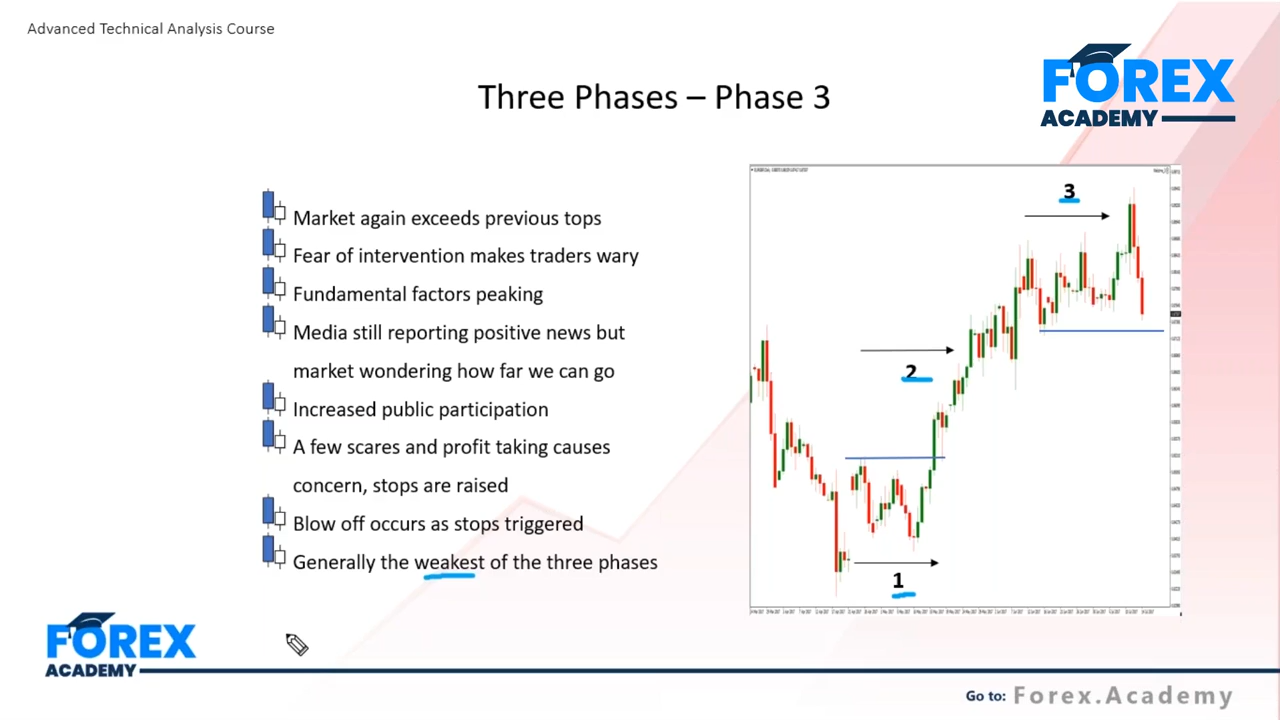 Advanced Technical Analysis Course
FOREX
ACADEMY
Three Phases – Phase 3
Market again exceeds previous tops
Fear of intervention makes traders wary
Fundamental factors peaking
Media still reporting positive news but
market wondering how far we can go
Increased public participation
A few scares and profit taking causes
concern, stops are raised
Blow off occurs as stops triggered
Generally the weakest of the three phases
3
2
1
FOREX
ACADEMY
Go to: Forex.Academy